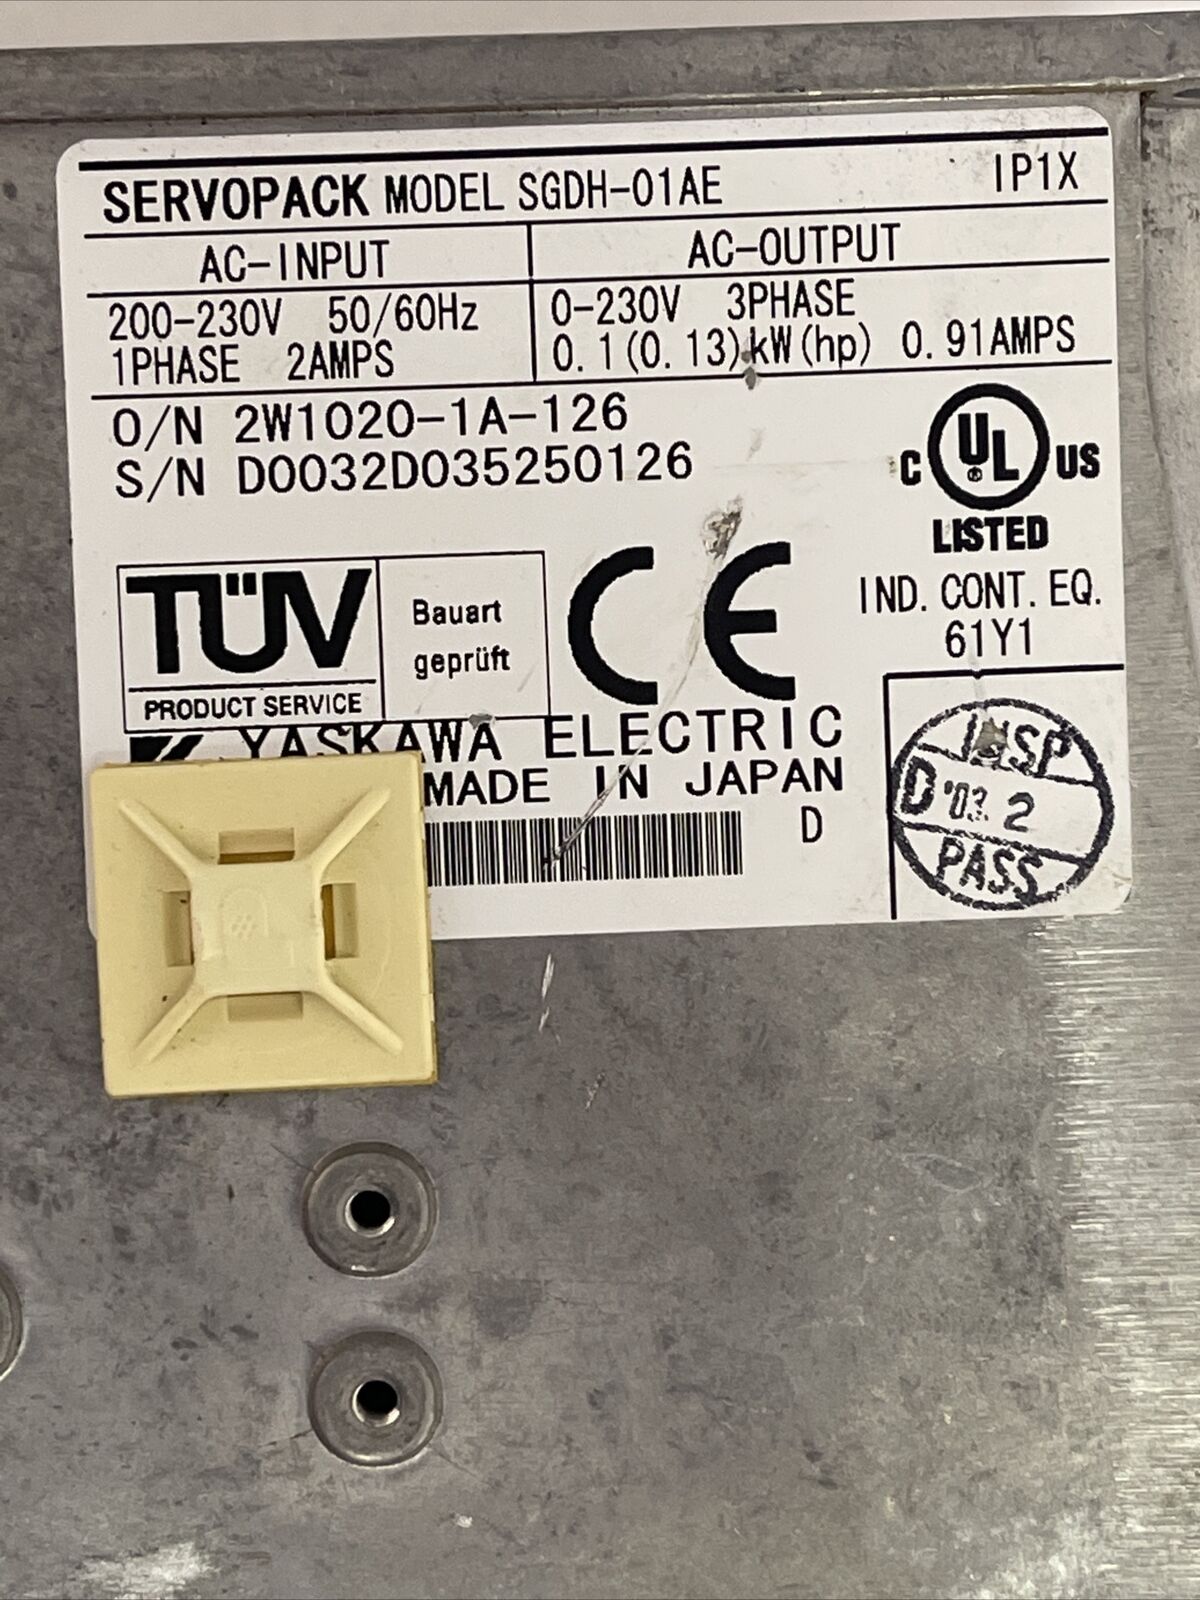 SERVOPACK MODEL SGDH-01AE IP1X
AC-INPUT AC-OUTPUT
200-230V 50/60Hz 0-230V 3PHASE
1PHASE 2AMPS 0.1(0.13)kW(hp) 0.91AMPS
O/N 2W1020-1A-126
S/N D0032D035250126
C UL US
LISTED
IND. CONT. EQ.
61Y1
TÜV
PRODUCT SERVICE
Bauart
geprüft
CE
YASKAWA ELECTRIC
MADE IN JAPAN
D
INSP
D '03. 2
PASS